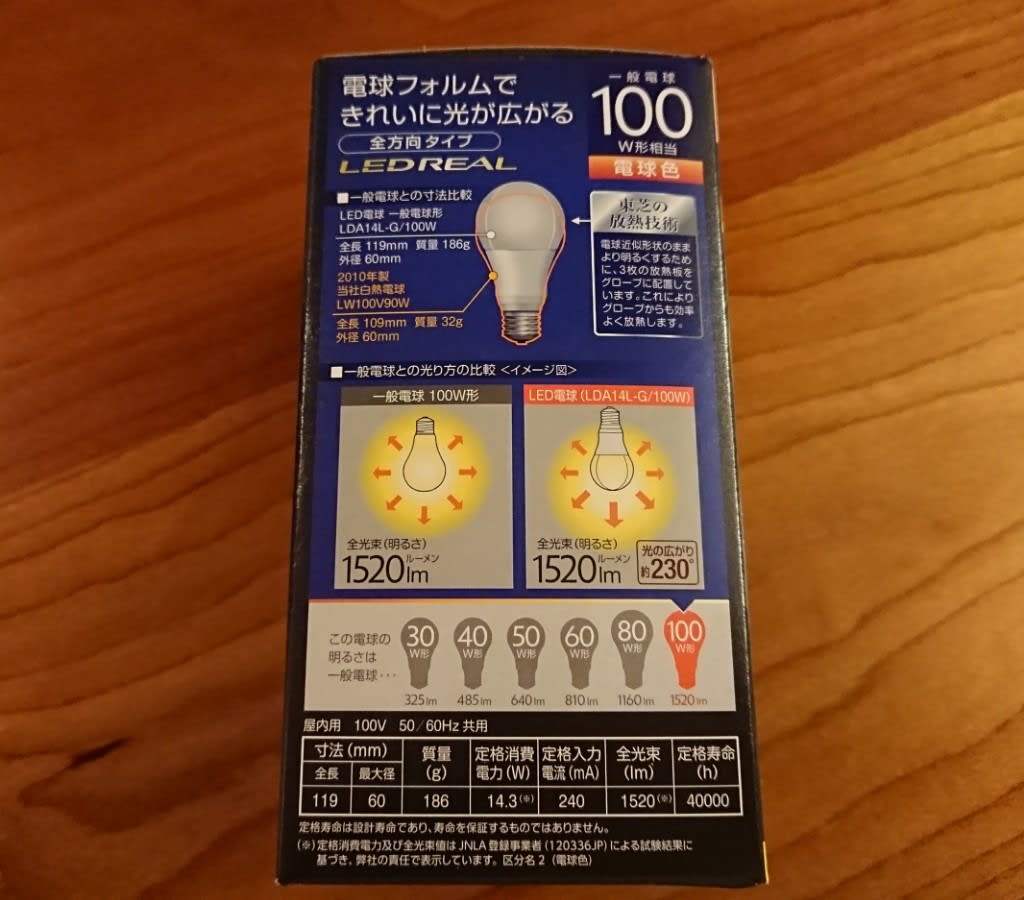 電球フォルムで
きれいに光が広がる
全方向タイプ
LEDREAL
一般電球
100
W形相当
電球色
■一般電球との寸法比較
LED電球 一般電球形
LDA14L-G/100W
全長 119mm 質量 186g
外径 60mm
2010年製
当社白熱電球
LW100V90W
全長 109mm 質量 32g
外径 60mm
東芝の
放熱技術
電球近似形状のまま
より明るくするため
に、3枚の放熱板を
グローブに配置して
います。これにより
グローブからも効率
よく放熱します。
■一般電球との光り方の比較 <イメージ図>
一般電球 100W形
全光束(明るさ)
1520lm ルーメン
LED電球(LDA14L-G/100W)
全光束(明るさ)
1520lm ルーメン
光の広がり
約230°
この電球の
明るさは
一般電球…
30 40 50 60 80 100
W形 W形 W形 W形 W形 W形
325lm 485lm 640lm 810lm 1160lm 1520lm
屋内用 100V 50/60Hz 共用
寸法(mm) 質量(g) 定格消費電力(W) 定格入力電流(mA) 全光束(lm) 定格寿命(h)
全長 最大径
119 60 186 14.3(※) 240 1520(※) 40000
定格寿命は設計寿命であり、寿命を保証するものではありません。
(※)定格消費電力及び全光束値は JNLA 登録事業者(120336JP)による試験結果に
基づき、弊社の責任で表示しています。区分名2(電球色)